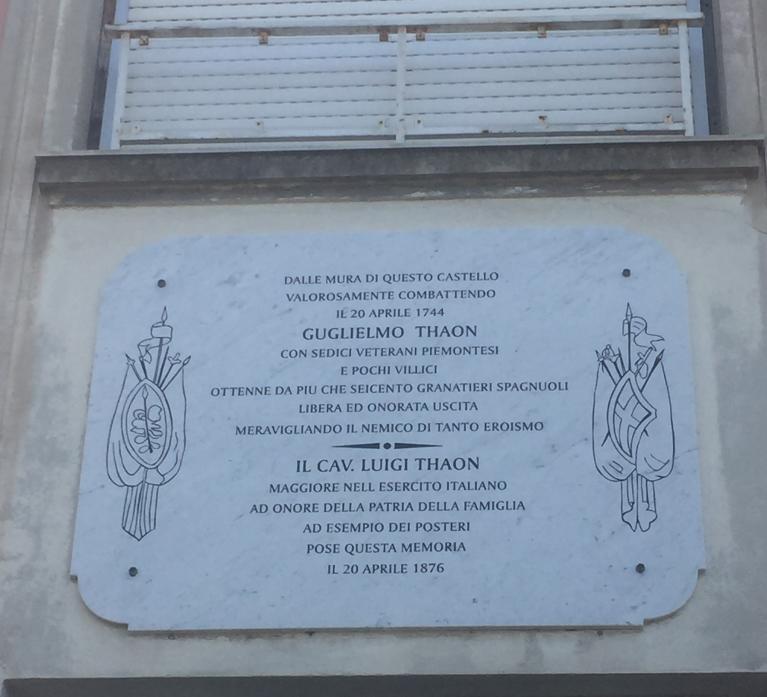 DALLE MURA DI QUESTO CASTELLO
VALOROSAMENTE COMBATTENDO
IL 20 APRILE 1744
GUGLIELMO THAON
CON SEDICI VETERANI PIEMONTESI
E POCHI VILLICI
OTTENNE DA PIU CHE SEICENTO GRANATIERI SPAGNUOLI
LIBERA ED ONORATA USCITA
MERAVIGLIANDO IL NEMICO DI TANTO EROISMO
IL CAV. LUIGI THAON
MAGGIORE NELL ESERCITO ITALIANO
AD ONORE DELLA PATRIA DELLA FAMIGLIA
AD ESEMPIO DEI POSTERI
POSE QUESTA MEMORIA
IL 20 APRILE 1876